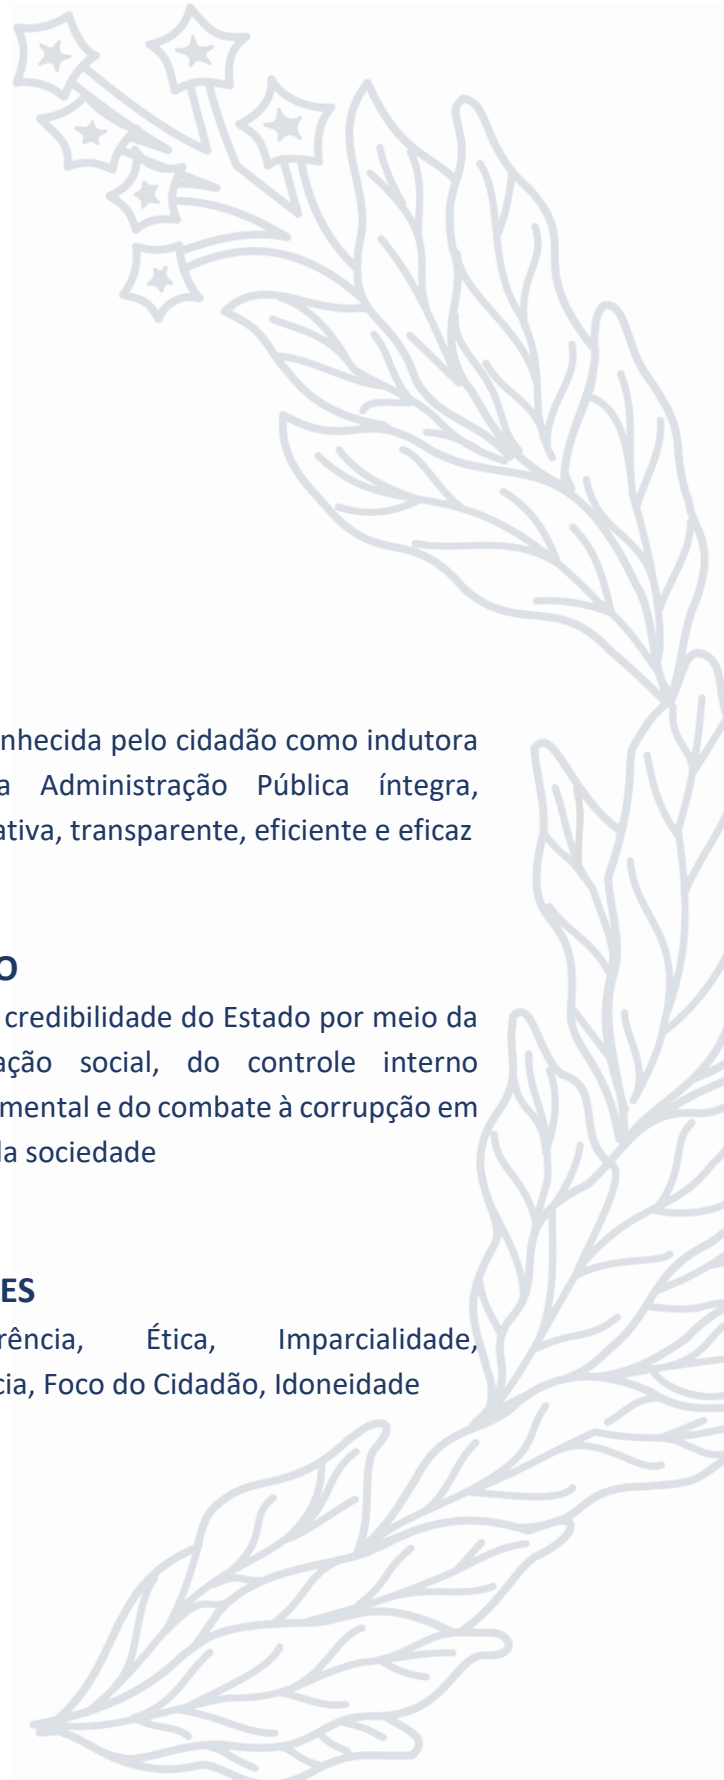 nhecida pelo cidadão como indutora
a Administração Pública íntegra,
ativa, transparente, eficiente e eficaz
O
credibilidade do Estado por meio da
ação social, do controle interno
mental e do combate à corrupção em
da sociedade
ES
rência, Ética, Imparcialidade,
cia, Foco do Cidadão, Idoneidade